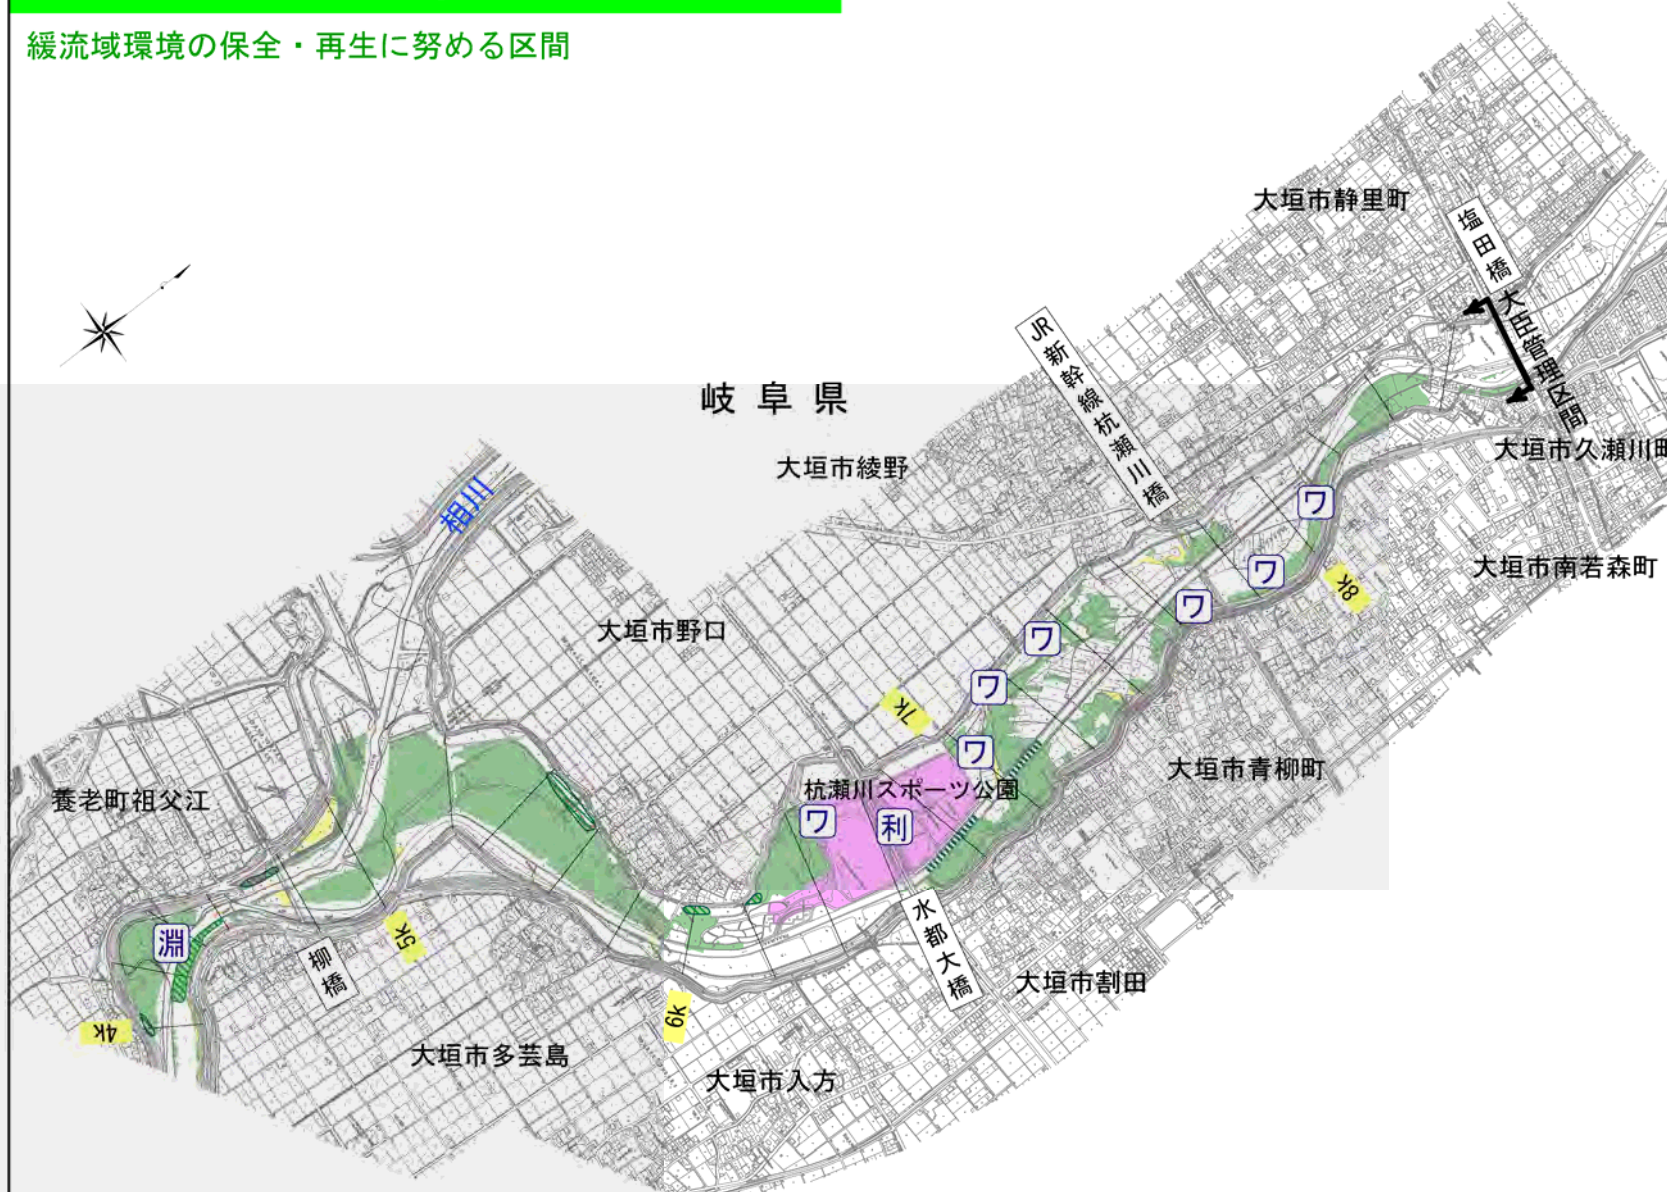 緩流域環境の保全・再生に努める区間
大垣市静里町
塩田橋
大臣管理区間
JR新幹線杭瀬川橋
岐阜県
大垣市綾野
大垣市久瀬川町
相川
ワ
大垣市南若森町
ワ
8k
ワ
大垣市野口
ワ
ワ
7k
ワ
大垣市青柳町
杭瀬川スポーツ公園
養老町祖父江
ワ
利
淵
5k
柳橋
水都大橋
大垣市割田
6k
4k
大垣市多芸島
大垣市入方